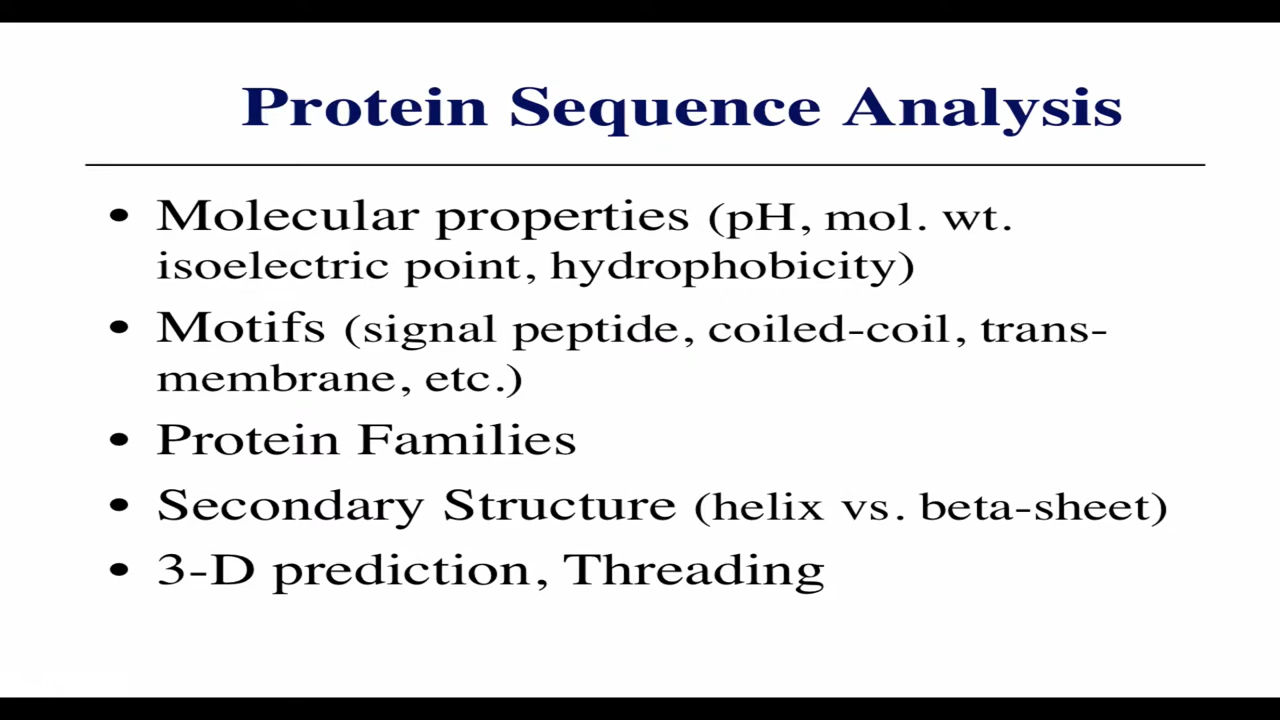 Protein Sequence Analysis
• Molecular properties (pH, mol. wt.
isoelectric point, hydrophobicity)
• Motifs (signal peptide, coiled-coil, trans-
membrane, etc.)
• Protein Families
• Secondary Structure (helix vs. beta-sheet)
• 3-D prediction, Threading